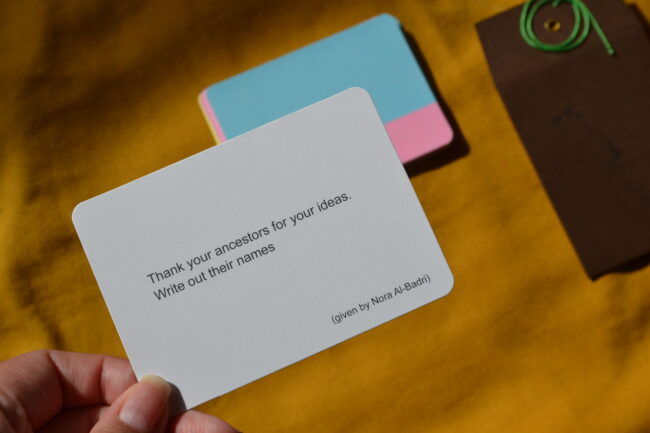 Thank your ancestors for your ideas.
Write out their names
(given by Nora Al-Badri)